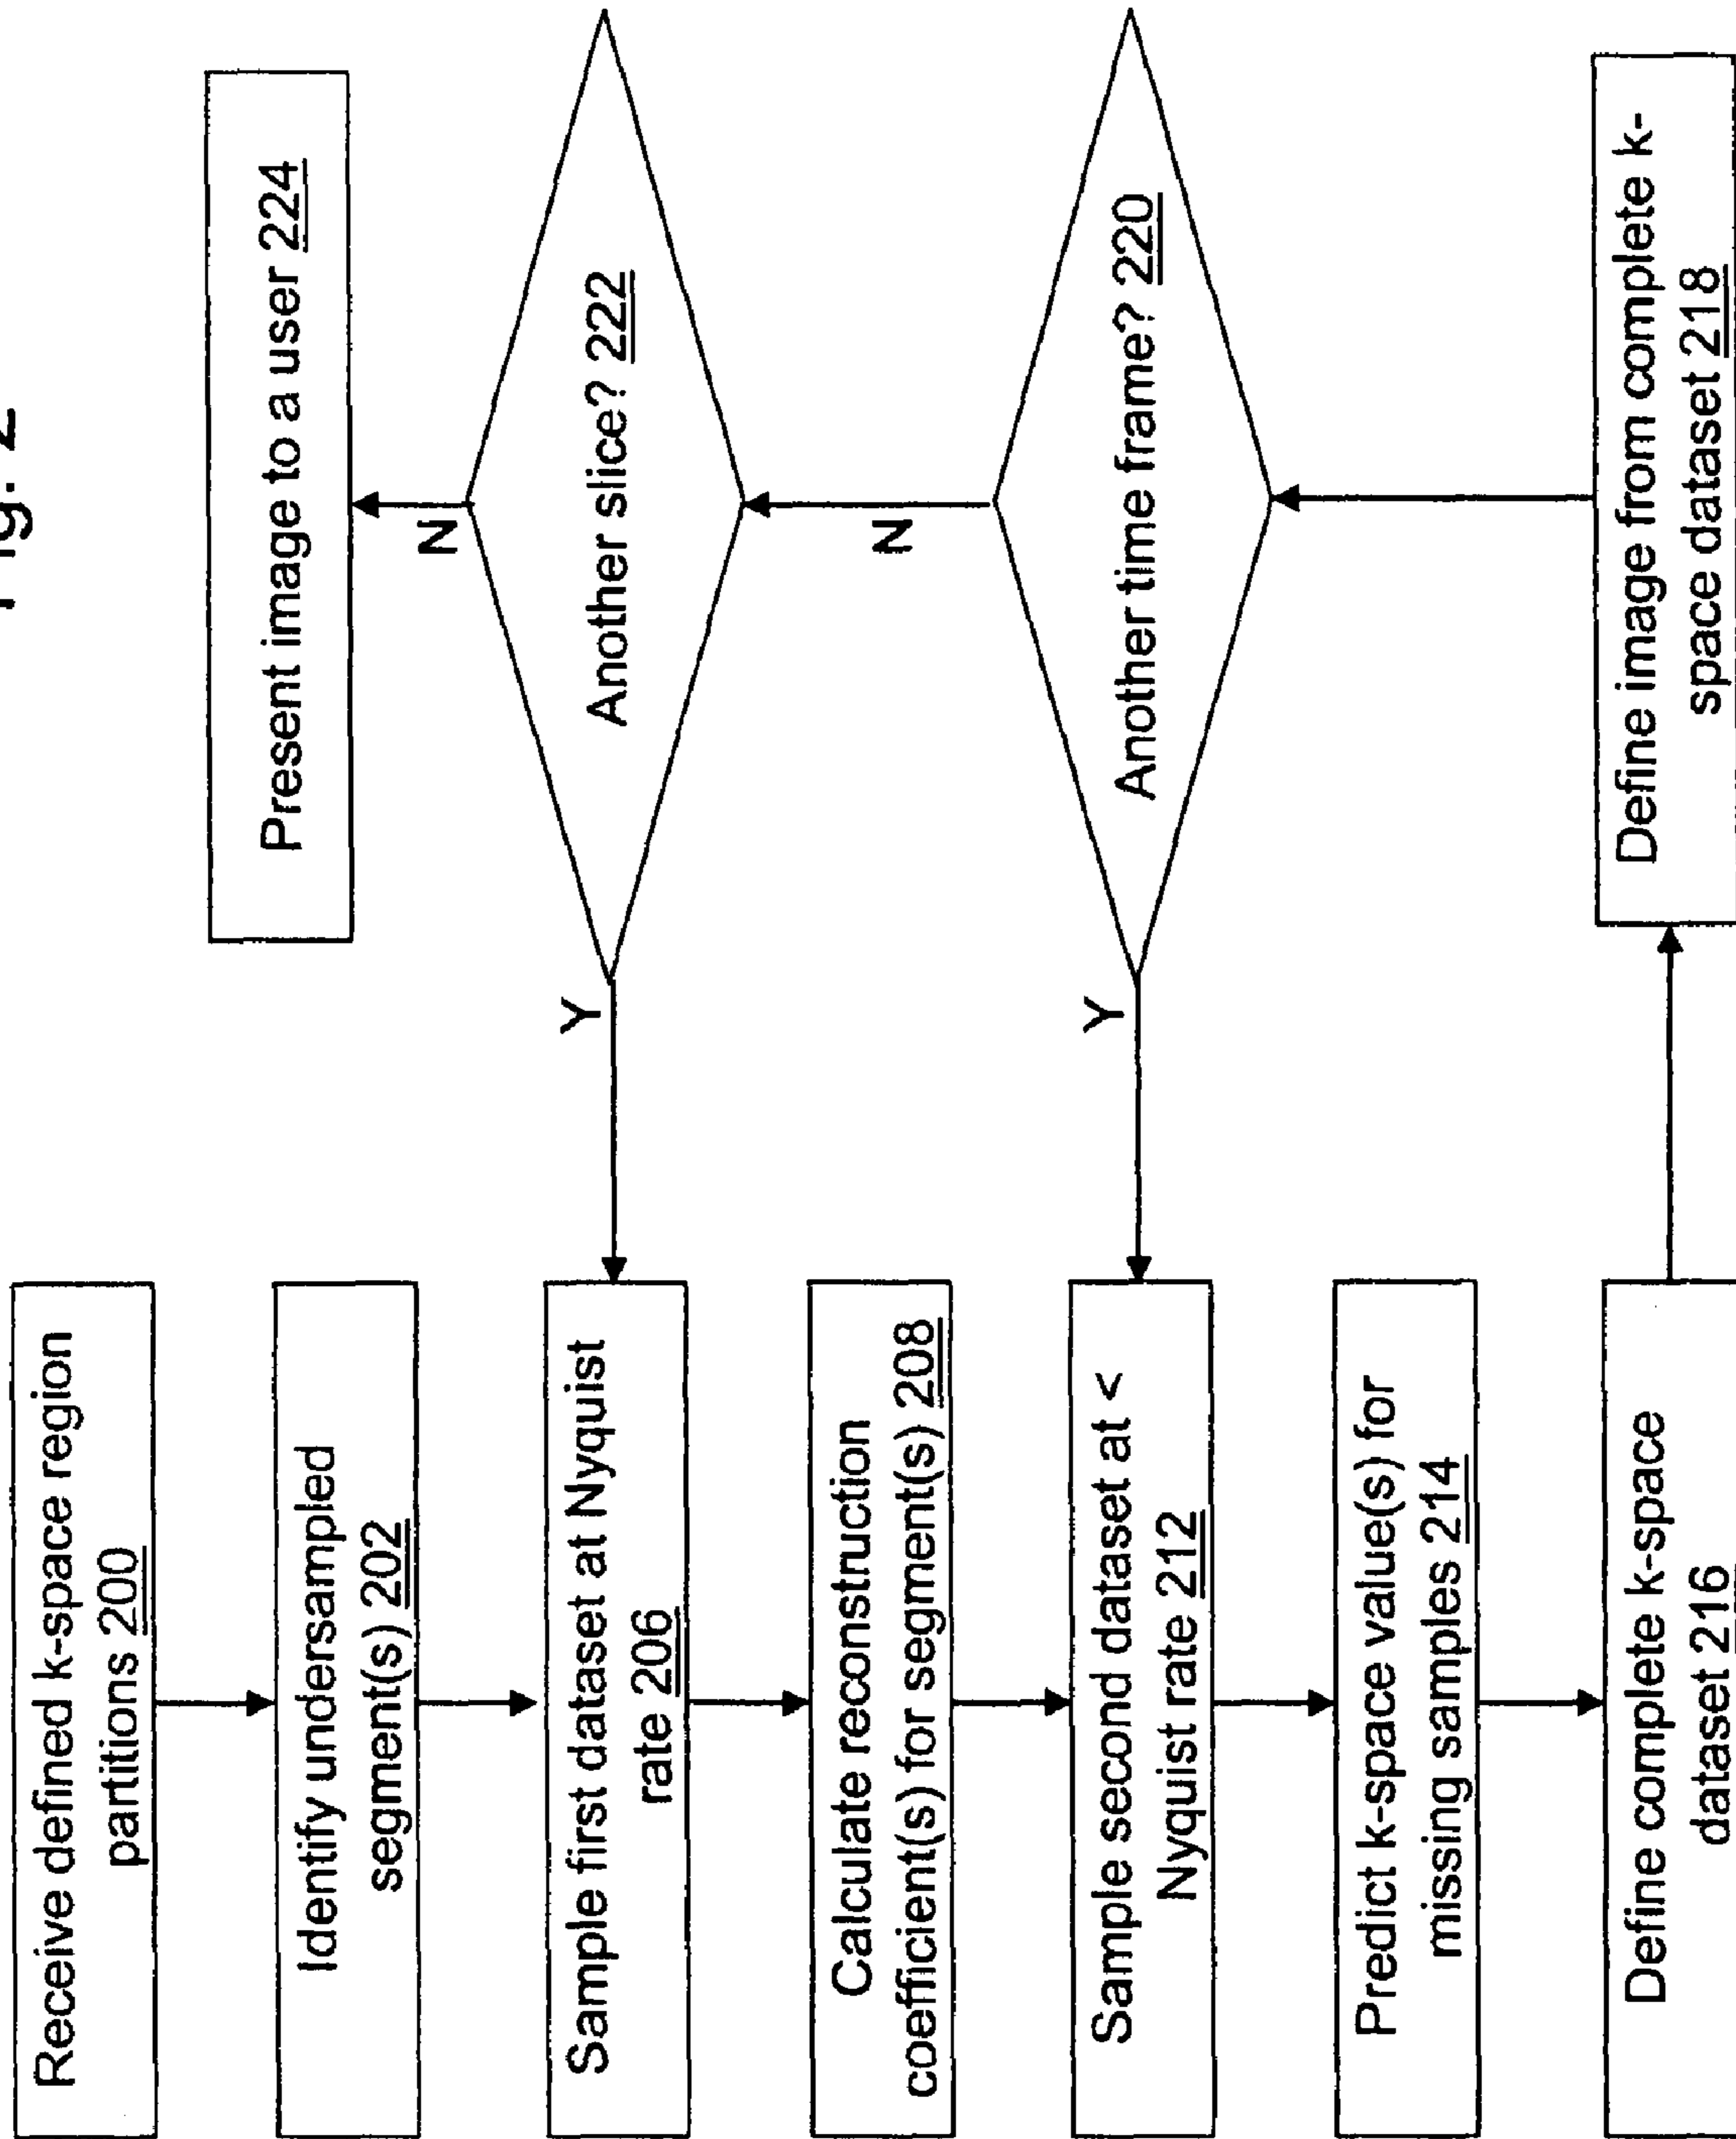 Fig. 2
Receive defined k-space region
partitions 200
Identify undersampled
segment(s) 202
Sample first dataset at Nyquist
rate 206
Calculate reconstruction
coefficient(s) for segment(s) 208
Sample second dataset at <
Nyquist rate 212
Predict k-space value(s) for
missing samples 214
Define complete k-space
dataset 216
Present image to a user 224
N
Another slice? 222
Y
N
Another time frame? 220
Y
Define image from complete k-
space dataset 218